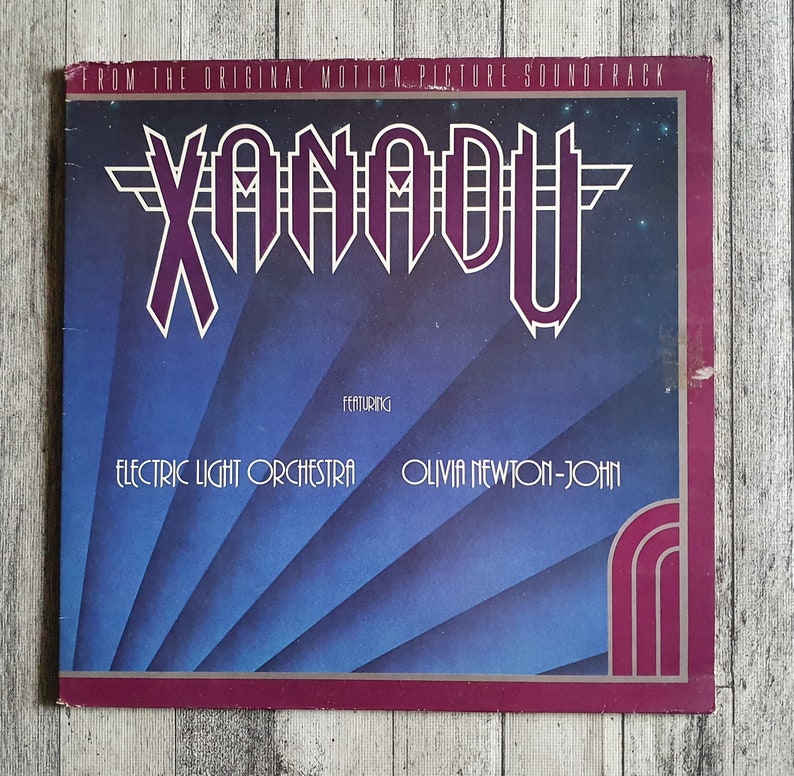 FROM THE ORIGINAL MOTION PICTURE SOUNDTRACK
XANADU
FEATURING
ELECTRIC LIGHT ORCHESTRA OLIVIA NEWTON-JOHN